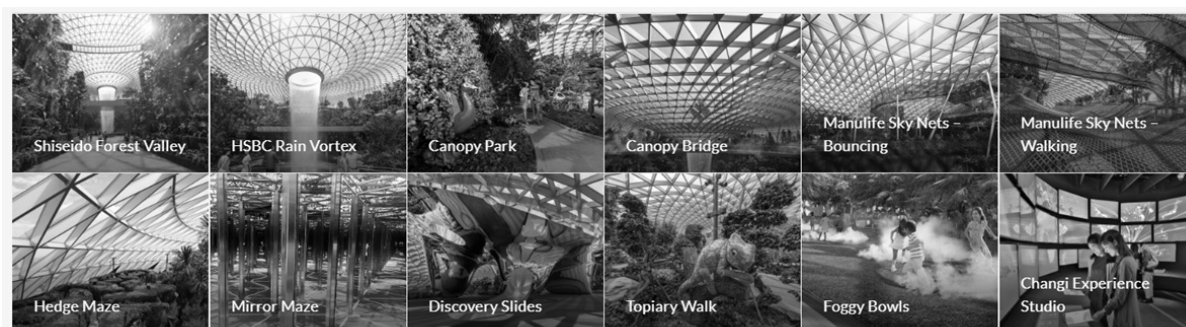 Shiseido Forest Valley
HSBC Rain Vortex
Canopy Park
Canopy Bridge
Manulife Sky Nets –
Bouncing
Manulife Sky Nets –
Walking
Hedge Maze
Mirror Maze
Discovery Slides
Topiary Walk
Foggy Bowls
Changi Experience
Studio